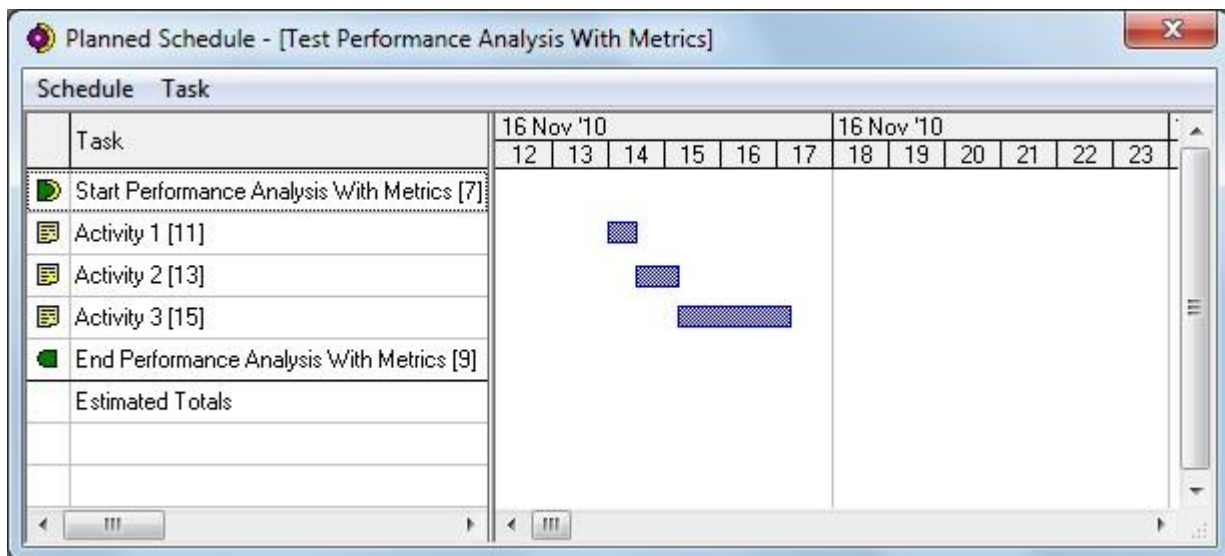 Planned Schedule - [Test Performance Analysis With Metrics]
Schedule Task
Task
16 Nov '10 16 Nov '10
12 13 14 15 16 17 18 19 20 21 22 23
Start Performance Analysis With Metrics [7]
Activity 1 [11]
Activity 2 [13]
Activity 3 [15]
End Performance Analysis With Metrics [9]
Estimated Totals